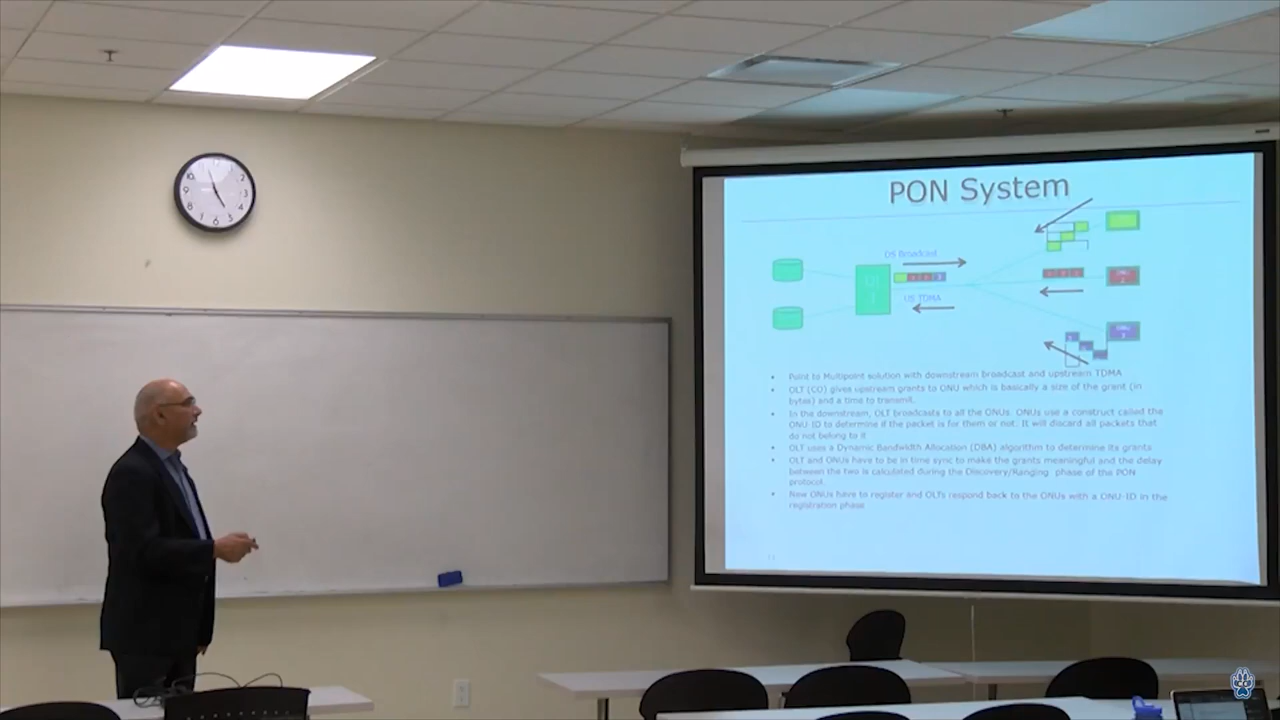 PON System
DS Broadcast
US TDMA
Point to Multipoint solution with downstream broadcast and upstream TDMA
OLT (CO) gives upstream grants to ONU which is basically a size of the grant (in
bytes) and a time to transmit.
In the downstream, OLT broadcasts to all the ONUs. ONUs use a construct called the
ONU-ID to determine if the packet is for them or not. It will discard all packets that
do not belong to it
OLT uses a Dynamic Bandwidth Allocation (DBA) algorithm to determine its grants
OLT and ONUs have to be in time sync to make the grants meaningful and the delay
between the two is calculated during the Discovery/Ranging phase of the PON
protocol.
New ONUs have to register and OLTs respond back to the ONUs with a ONU-ID in the
registration phase